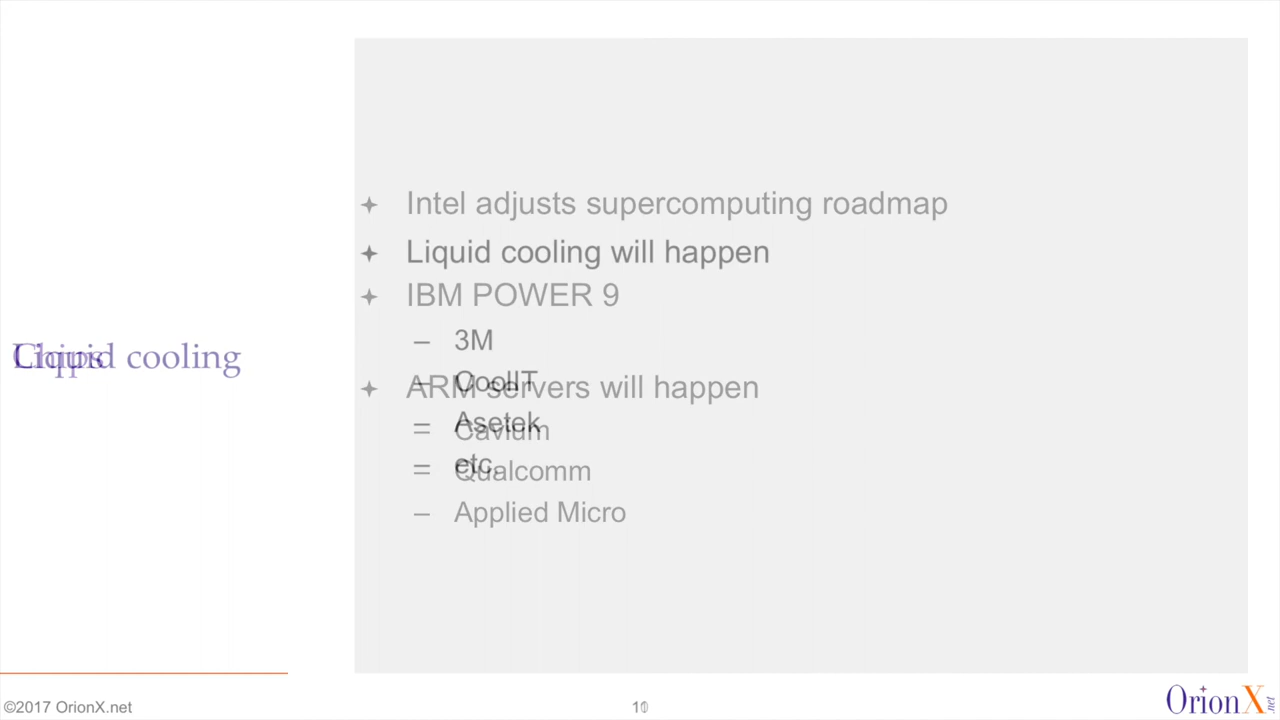 Intel adjusts supercomputing roadmap
Liquid cooling will happen
IBM POWER 9
– 3M
Chips
Liquid cooling
– CoolIT
ARM servers will happen
– Asetek
– Cavium
– etc.
– Qualcomm
– Applied Micro
©2017 OrionX.net
OrionX.net